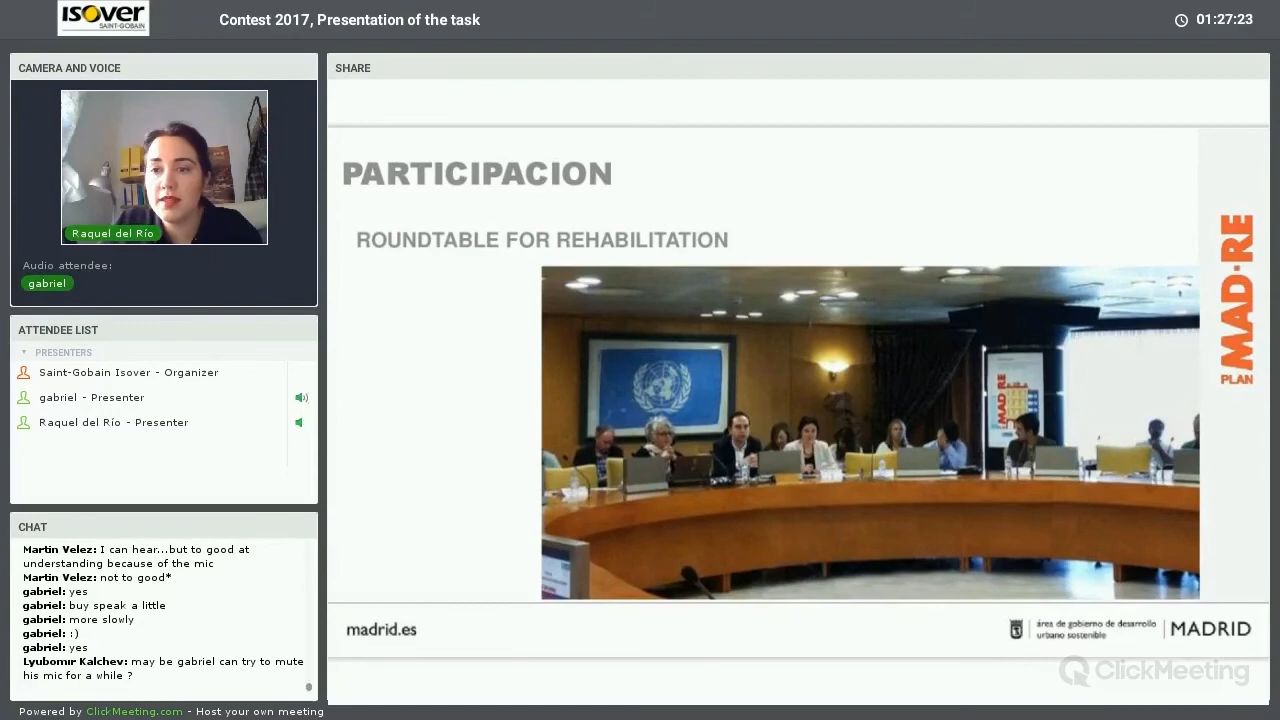 isover
SAINT-GOBAIN
Contest 2017, Presentation of the task
01:27:23
CAMERA AND VOICE
Raquel del Río
Audio attendee:
gabriel
ATTENDEE LIST
PRESENTERS
Saint-Gobain Isover - Organizer
gabriel - Presenter
Raquel del Río - Presenter
CHAT
Martin Velez: I can hear...but to good at
understanding because of the mic
Martin Velez: not to good*
gabriel: yes
gabriel: buy speak a little
gabriel: more slowly
gabriel: :)
gabriel: yes
Lyubomir Kalchev: may be gabriel can try to mute
his mic for a while ?
Powered by ClickMeeting.com - Host your own meeting
SHARE
PARTICIPACION
ROUNDTABLE FOR REHABILITATION
MAD-RE
PLAN MAD-RE
madrid.es
área de gobierno de desarrollo
urbano sostenible
MADRID
ClickMeeting